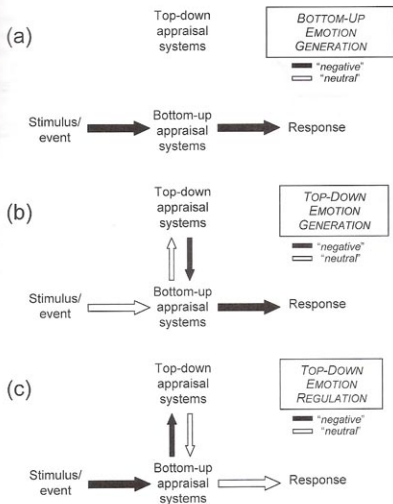 (a)
Top-down
appraisal
systems
BOTTOM-UP
EMOTION
GENERATION
"negative"
"neutral"
Stimulus/
event
Bottom-up
appraisal
systems
Response
(b)
Top-down
appraisal
systems
TOP-DOWN
EMOTION
GENERATION
"negative"
"neutral"
Stimulus/
event
Bottom-up
appraisal
systems
Response
(c)
Top-down
appraisal
systems
TOP-DOWN
EMOTION
REGULATION
"negative"
"neutral"
Stimulus/
event
Bottom-up
appraisal
systems
Response